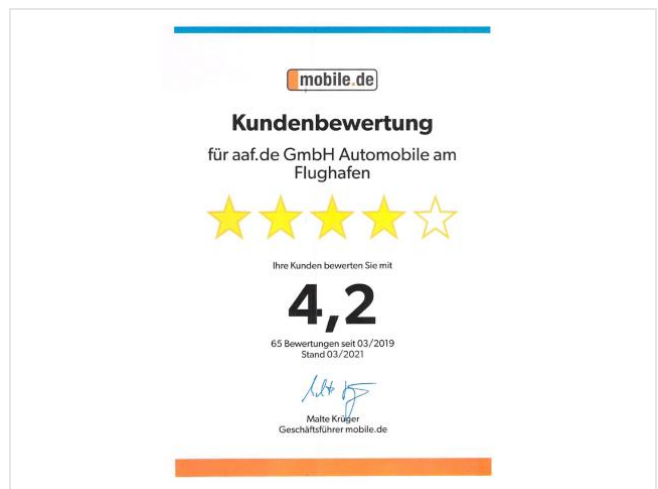 mobile.de
Kundenbewertung
für aaf.de GmbH Automobile am
Flughafen
Ihre Kunden bewerten Sie mit
4,2
65 Bewertungen seit 03/2019
Stand 03/2021
Malte Krüger
Geschäftsführer mobile.de